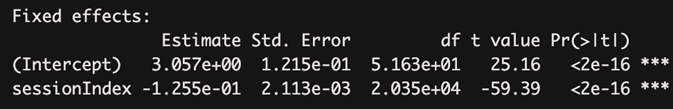 Fixed effects:
Estimate Std. Error df t value Pr(>|t|)
(Intercept) 3.057e+00 1.215e-01 5.163e+01 25.16 <2e-16 ***
sessionIndex -1.255e-01 2.113e-03 2.035e+04 -59.39 <2e-16 ***